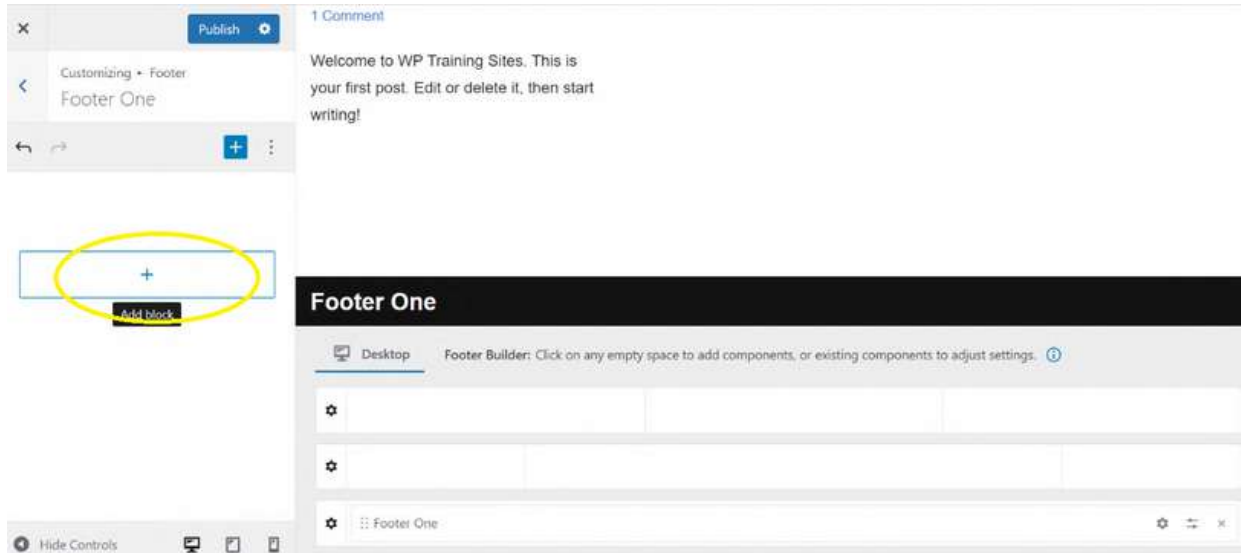 Publish
Customizing • Footer
Footer One
Add block
Hide Controls
1 Comment
Welcome to WP Training Sites. This is
your first post. Edit or delete it, then start
writing!
Footer One
Desktop
Footer Builder: Click on any empty space to add components, or existing components to adjust settings.
Footer One